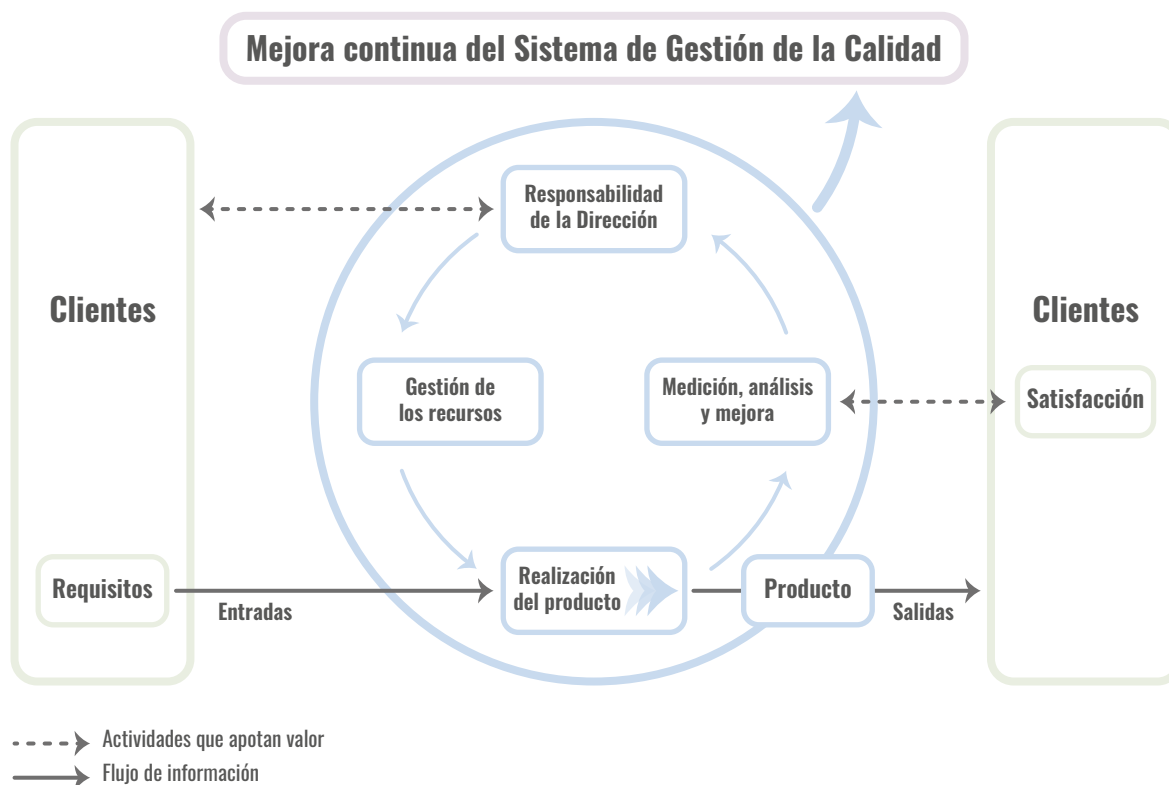 Mejora continua del Sistema de Gestión de la Calidad
Responsabilidad
de la Dirección
Clientes
Clientes
Gestión de
los recursos
Medición, análisis
y mejora
Satisfacción
Requisitos
Entradas
Realización
del producto
Producto
Salidas
Actividades que apotan valor
Flujo de información